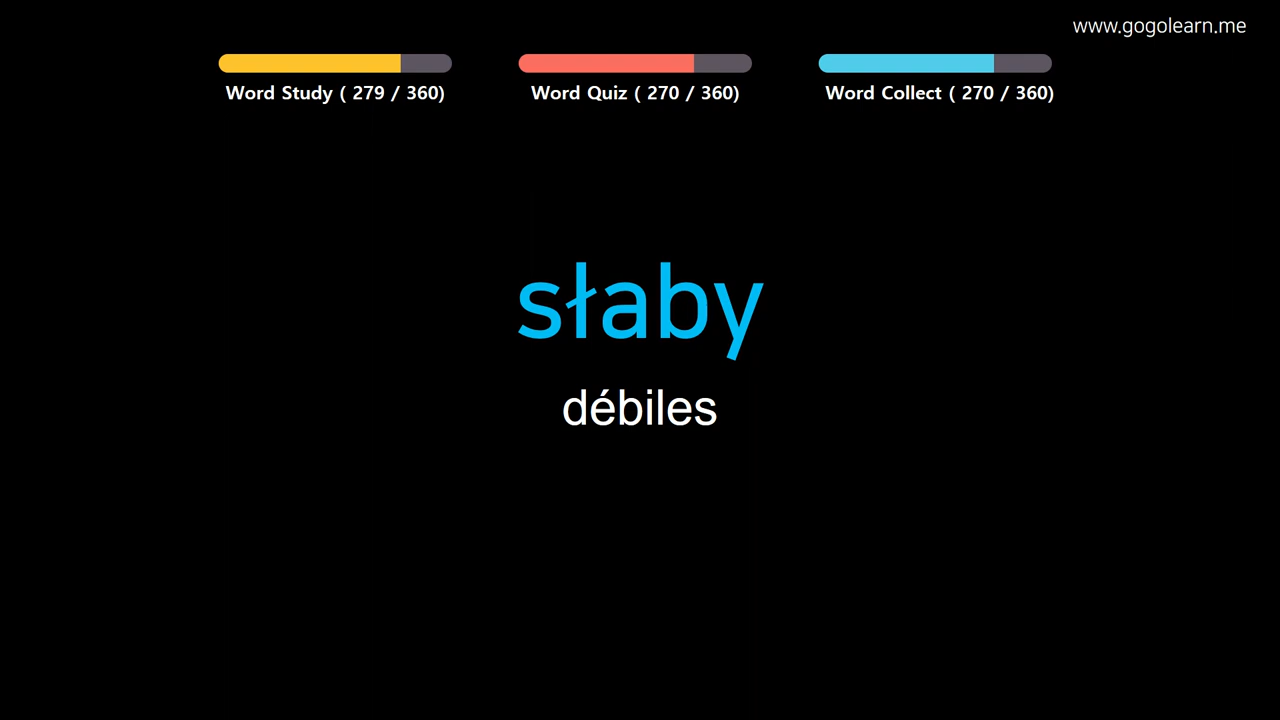 www.gogolearn.me
Word Study ( 279 / 360)
Word Quiz ( 270 / 360)
Word Collect ( 270 / 360)
słaby
débiles